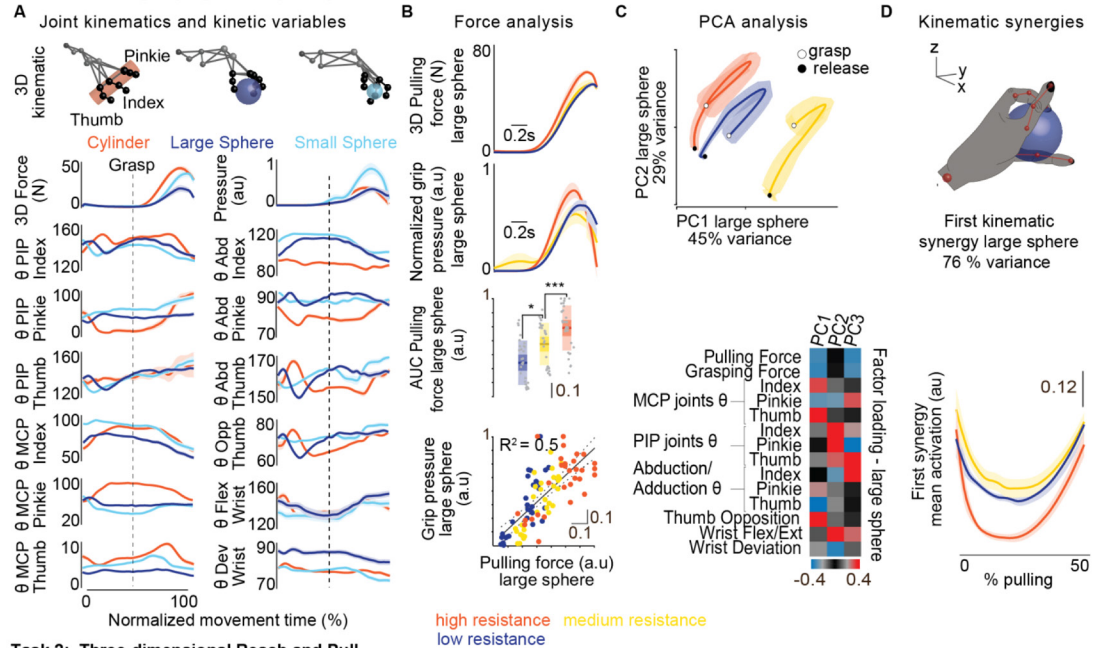 A
Joint kinematics and kinetic variables
3D
kinematic
Pinkie
Index
Thumb
Cylinder
Large Sphere
Small Sphere
Grasp
3D Force
(N)
50
0
Pressure
(au)
1
0
θ PIP
Index
160
120
θ Abd
Index
120
80
θ PIP
Pinkie
100
0
θ Abd
Pinkie
90
70
θ PIP
Thumb
160
120
θ Abd
Thumb
170
150
θ MCP
Index
100
50
θ Opp
Thumb
80
60
θ MCP
Pinkie
100
20
θ Flex
Wrist
160
120
θ MCP
Thumb
10
0
θ Dev
Wrist
90
70
0
100
Normalized movement time (%)
B
Force analysis
3D Pulling
force (N)
large sphere
80
0
0.2s
Normalized grip
pressure (a.u)
large sphere
1
0
0.2s
AUC Pulling
force large sphere
(a.u)
1
*
***
0.1
Grip pressure
large sphere
(a.u)
1
R² = 0.5
0.1
0.1
1
Pulling force (a.u)
large sphere
high resistance
medium resistance
low resistance
C
PCA analysis
grasp
release
PC2 large sphere
29% variance
PC1 large sphere
45% variance
PC1
PC2
PC3
Pulling Force
Grasping Force
MCP joints θ
Index
Pinkie
Thumb
PIP joints θ
Index
Pinkie
Thumb
Abduction/
Adduction θ
Index
Pinkie
Thumb
Thumb Opposition
Wrist Flex/Ext
Wrist Deviation
-0.4
0.4
Factor loading - large sphere
D
Kinematic synergies
z
y
x
First kinematic
synergy large sphere
76 % variance
First synergy
mean activation (au)
0.12
0
50
% pulling